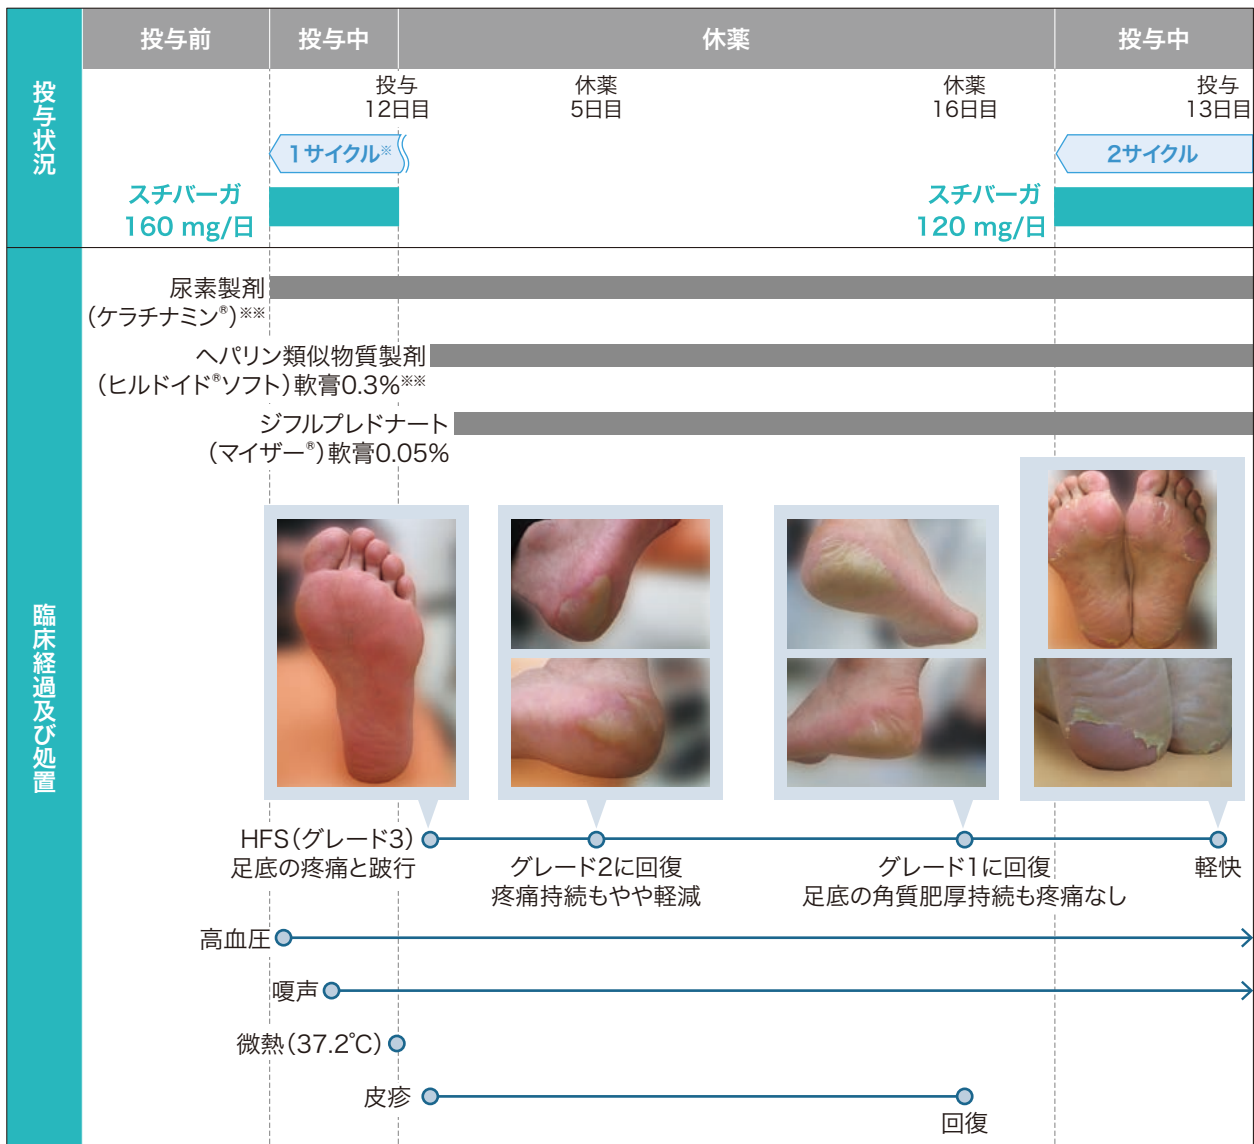 投与状況
投与前
投与中
休薬
投与中
投与
12日目
休薬
5日目
休薬
16日目
投与
13日目
1サイクル※
2サイクル
スチバーガ
160 mg/日
スチバーガ
120 mg/日
臨床経過及び処置
尿素製剤
（ケラチナミン®）※※
ヘパリン類似物質製剤
（ヒルドイド®ソフト）軟膏0.3%※※
ジフルプレドナート
（マイザー®）軟膏0.05%
HFS（グレード3）
足底の疼痛と跛行
グレード2に回復
疼痛持続もやや軽減
グレード1に回復
足底の角質肥厚持続も疼痛なし
軽快
高血圧
嗄声
微熱（37.2℃）
皮疹
回復